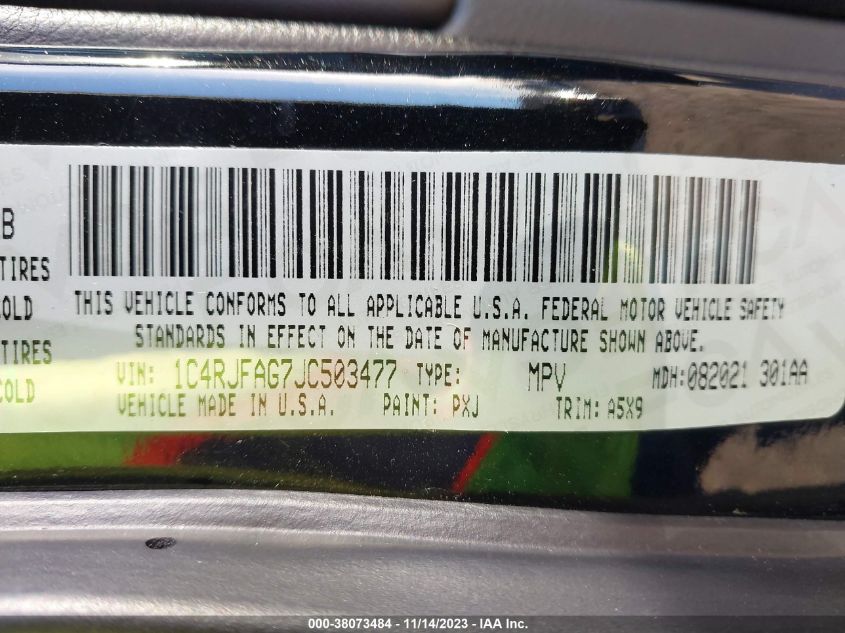 B
TIRES
COLD
TIRES
COLD
THIS VEHICLE CONFORMS TO ALL APPLICABLE U.S.A. FEDERAL MOTOR VEHICLE SAFETY
STANDARDS IN EFFECT ON THE DATE OF MANUFACTURE SHOWN ABOVE.
VIN: 1C4RJFAG7JC503477 TYPE: MPV MDH:082021 301AA
VEHICLE MADE IN U.S.A. PAINT: PXJ TRIM: A5X9
000-38073484 - 11/14/2023 - IAA Inc.